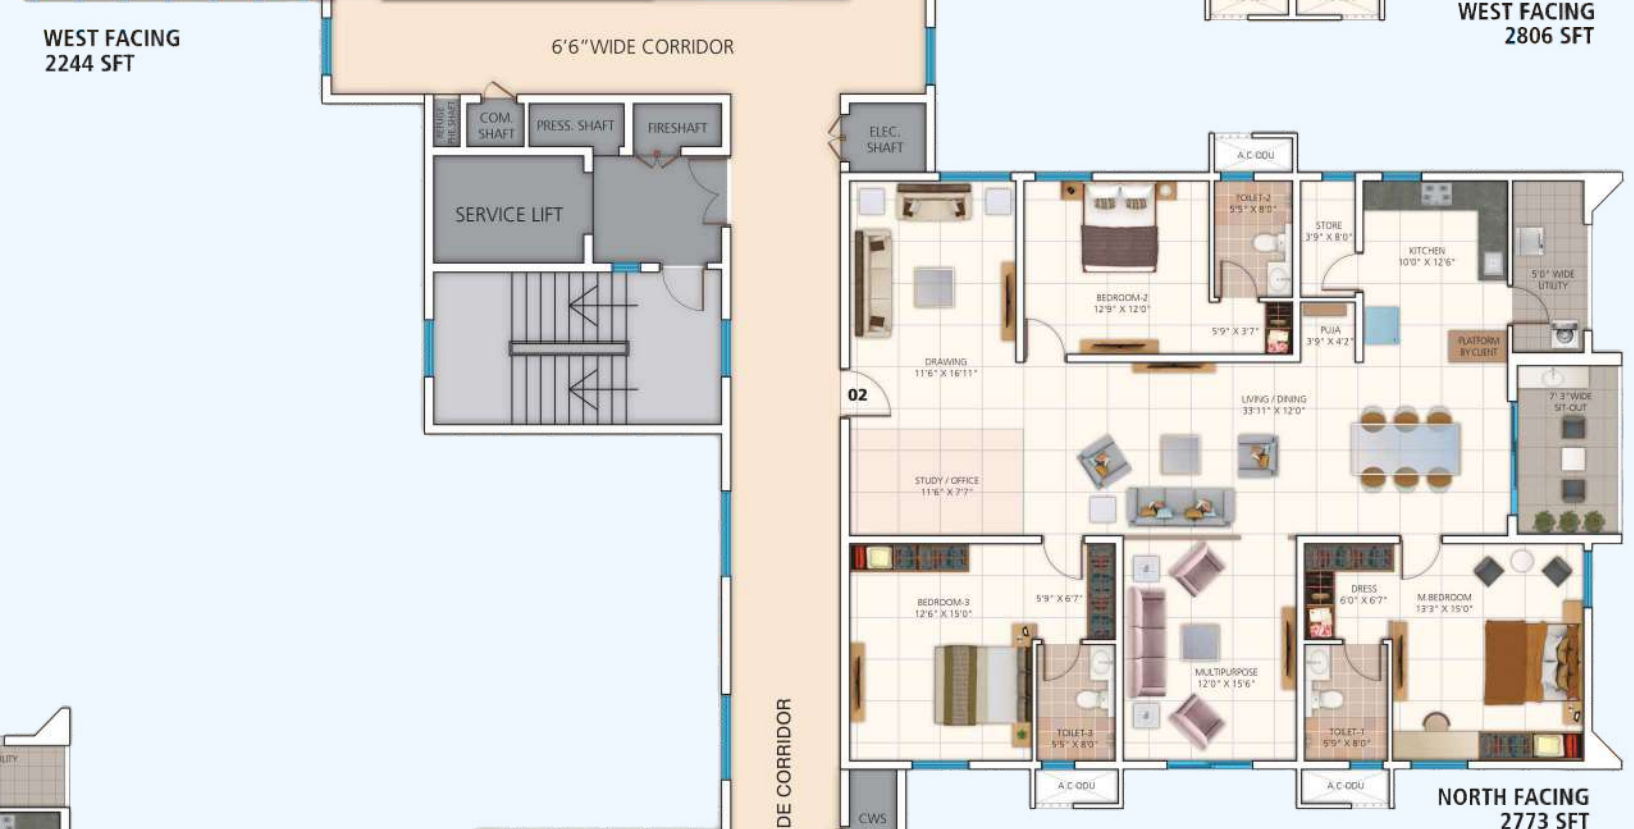 WEST FACING
2244 SFT
6'6"WIDE CORRIDOR
WEST FACING
2806 SFT
REFUGE
PHE.SHAFT
COM.
SHAFT
PRESS. SHAFT
FIRESHAFT
ELEC.
SHAFT
SERVICE LIFT
A.C ODU
TOILET-2
5'5" X 8'0"
STORE
3'9" X 8'0"
KITCHEN
10'0" X 12'6"
5'0" WIDE
UTILITY
BEDROOM-2
12'9" X 12'0"
5'9" X 3'7"
PUJA
3'9" X 4'2"
PLATFORM
BY CLIENT
DRAWING
11'6" X 16'11"
02
LIVING / DINING
33'11" X 12'0"
7' 3"WIDE
SIT-OUT
STUDY / OFFICE
11'6" X 7'7"
BEDROOM-3
12'6" X 15'0"
5'9" X 6'7"
DRESS
6'0" X 6'7"
M.BEDROOM
13'3" X 15'0"
MULTIPURPOSE
12'0" X 15'6"
TOILET-3
5'5" X 8'0"
TOILET-1
5'9" X 8'0"
A.C ODU
A.C ODU
DE CORRIDOR
LITY
CWS
NORTH FACING
2773 SFT